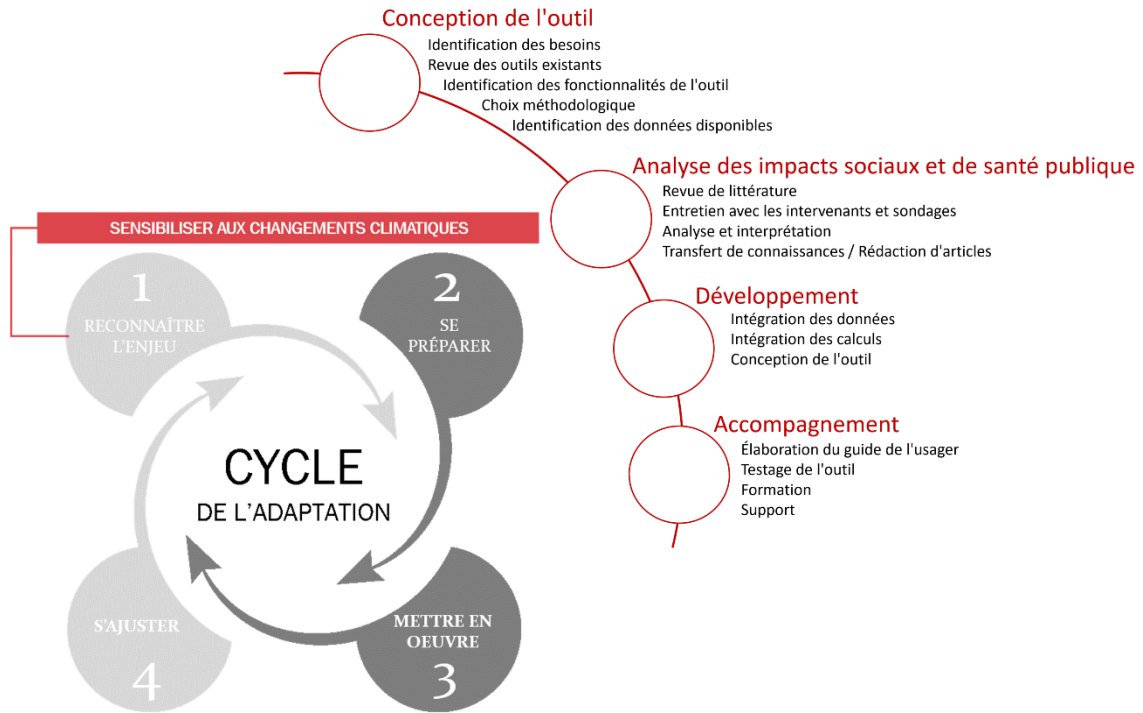 Conception de l'outil
Identification des besoins
Revue des outils existants
Identification des fonctionnalités de l'outil
Choix méthodologique
Identification des données disponibles
Analyse des impacts sociaux et de santé publique
Revue de littérature
Entretien avec les intervenants et sondages
Analyse et interprétation
Transfert de connaissances / Rédaction d'articles
Développement
Intégration des données
Intégration des calculs
Conception de l'outil
Accompagnement
Élaboration du guide de l'usager
Testage de l'outil
Formation
Support
SENSIBILISER AUX CHANGEMENTS CLIMATIQUES
1
RECONNAÎTRE
L'ENJEU
2
SE
PRÉPARER
CYCLE
DE L'ADAPTATION
METTRE EN
OEUVRE
3
S'AJUSTER
4